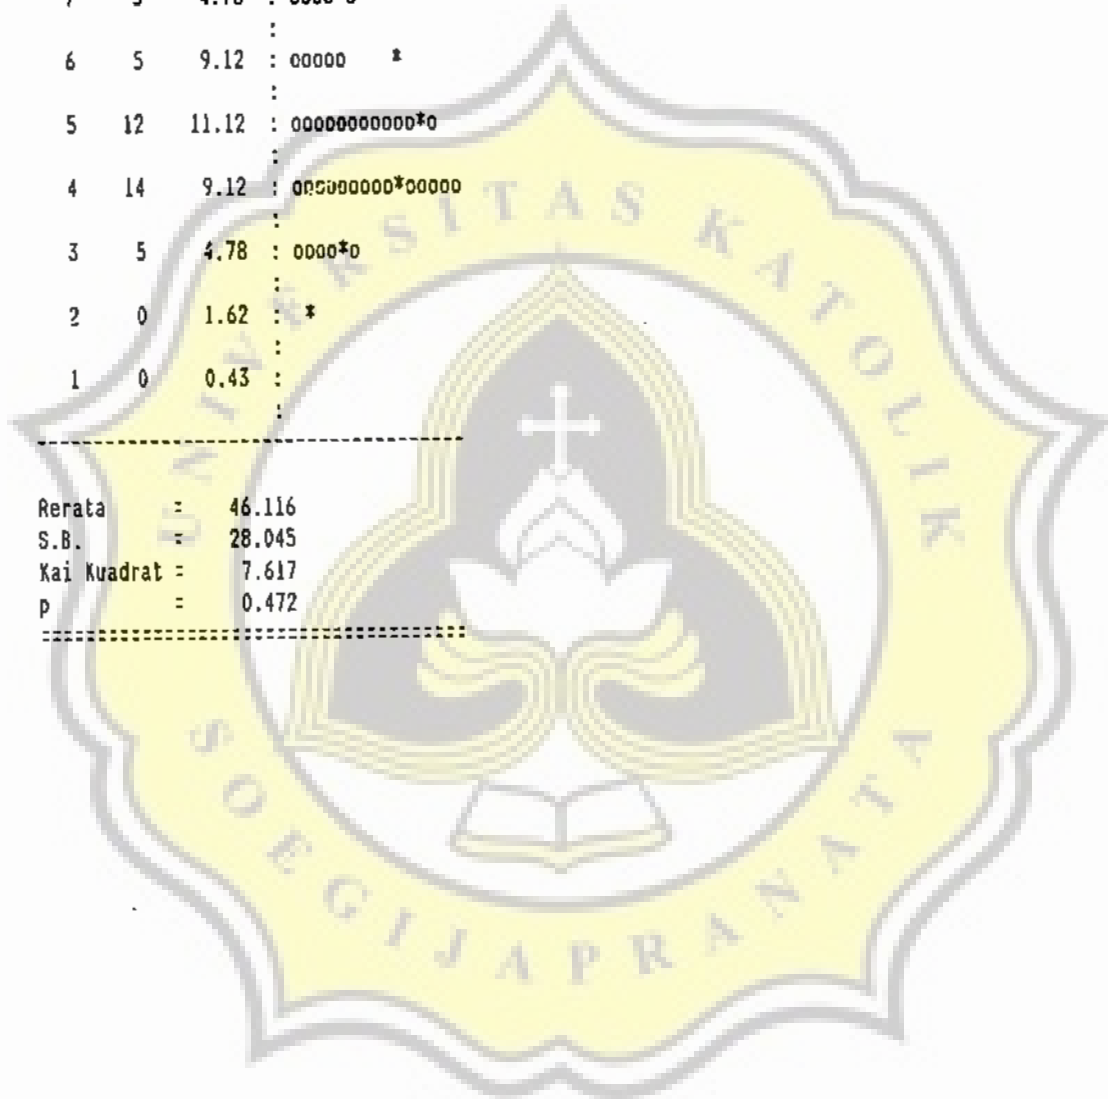 6 5 9.12 : ooooo *
:
5 12 11.12 : ooooooooooo*o
:
4 14 9.12 : ooooooooo*ooooo
:
3 5 4.78 : oooo*o
:
2 0 1.62 : *
:
1 0 0.43 :
:
------------------------------------------
Rerata = 46.116
S.B. = 28.045
Kai Kuadrat = 7.617
p = 0.472
==========================================
UNIVERSITAS KATOLIK
SOEGIJAPRANATA